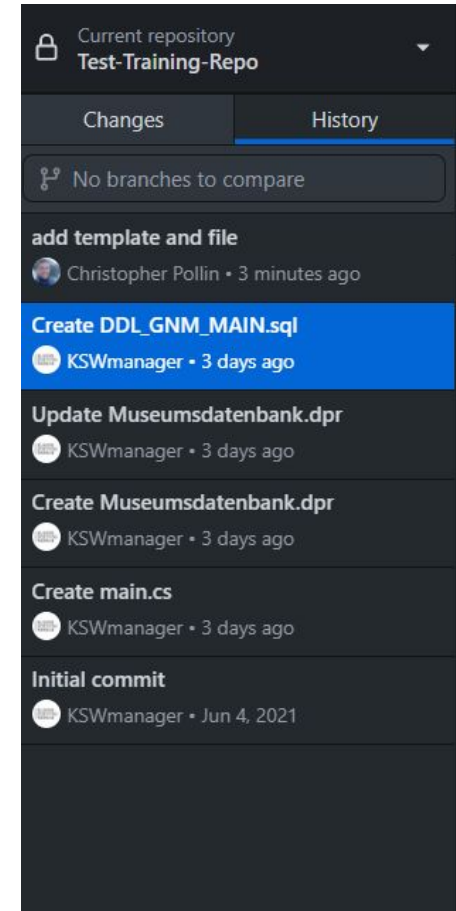 Current repository
Test-Training-Repo
Changes
History
No branches to compare
add template and file
Christopher Pollin • 3 minutes ago
Create DDL_GNM_MAIN.sql
KSWmanager • 3 days ago
Update Museumsdatenbank.dpr
KSWmanager • 3 days ago
Create Museumsdatenbank.dpr
KSWmanager • 3 days ago
Create main.cs
KSWmanager • 3 days ago
Initial commit
KSWmanager • Jun 4, 2021